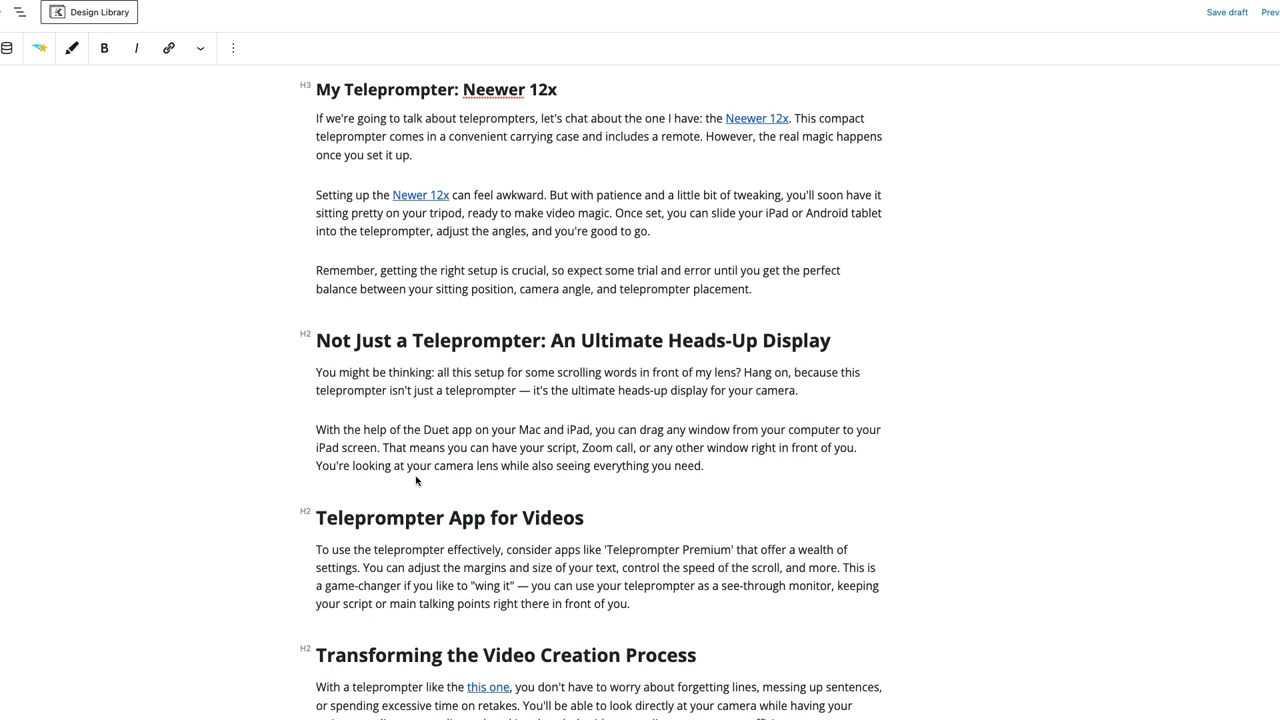 Design Library
Save draft
B I
H3
My Teleprompter: Neewer 12x
If we're going to talk about teleprompters, let's chat about the one I have: the Neewer 12x. This compact
teleprompter comes in a convenient carrying case and includes a remote. However, the real magic happens
once you set it up.
Setting up the Newer 12x can feel awkward. But with patience and a little bit of tweaking, you'll soon have it
sitting pretty on your tripod, ready to make video magic. Once set, you can slide your iPad or Android tablet
into the teleprompter, adjust the angles, and you're good to go.
Remember, getting the right setup is crucial, so expect some trial and error until you get the perfect
balance between your sitting position, camera angle, and teleprompter placement.
H2
Not Just a Teleprompter: An Ultimate Heads-Up Display
You might be thinking: all this setup for some scrolling words in front of my lens? Hang on, because this
teleprompter isn't just a teleprompter — it's the ultimate heads-up display for your camera.
With the help of the Duet app on your Mac and iPad, you can drag any window from your computer to your
iPad screen. That means you can have your script, Zoom call, or any other window right in front of you.
You're looking at your camera lens while also seeing everything you need.
H2
Teleprompter App for Videos
To use the teleprompter effectively, consider apps like 'Teleprompter Premium' that offer a wealth of
settings. You can adjust the margins and size of your text, control the speed of the scroll, and more. This is
a game-changer if you like to "wing it" — you can use your teleprompter as a see-through monitor, keeping
your script or main talking points right there in front of you.
H2
Transforming the Video Creation Process
With a teleprompter like the this one, you don't have to worry about forgetting lines, messing up sentences,
or spending excessive time on retakes. You'll be able to look directly at your camera while having your